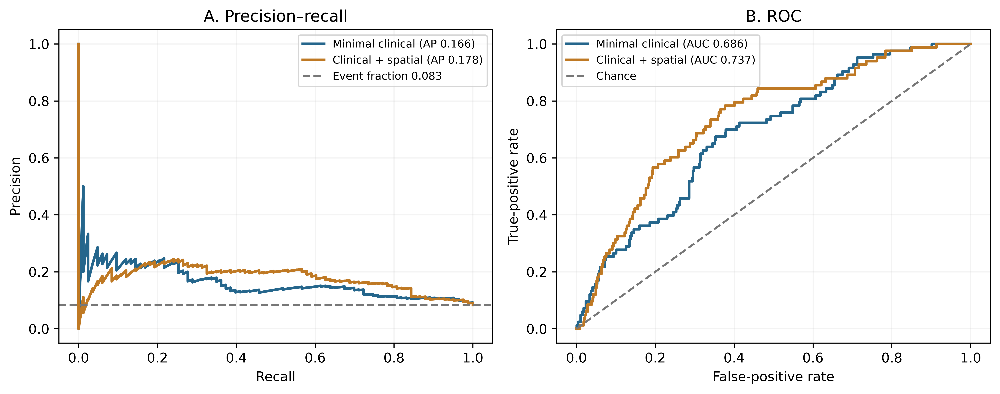 A. Precision–recall
1.0
0.8
0.6
0.4
0.2
0.0
Precision
Minimal clinical (AP 0.166)
Clinical + spatial (AP 0.178)
Event fraction 0.083
0.0 0.2 0.4 0.6 0.8 1.0
Recall
B. ROC
1.0
0.8
0.6
0.4
0.2
0.0
True-positive rate
Minimal clinical (AUC 0.686)
Clinical + spatial (AUC 0.737)
Chance
0.0 0.2 0.4 0.6 0.8 1.0
False-positive rate